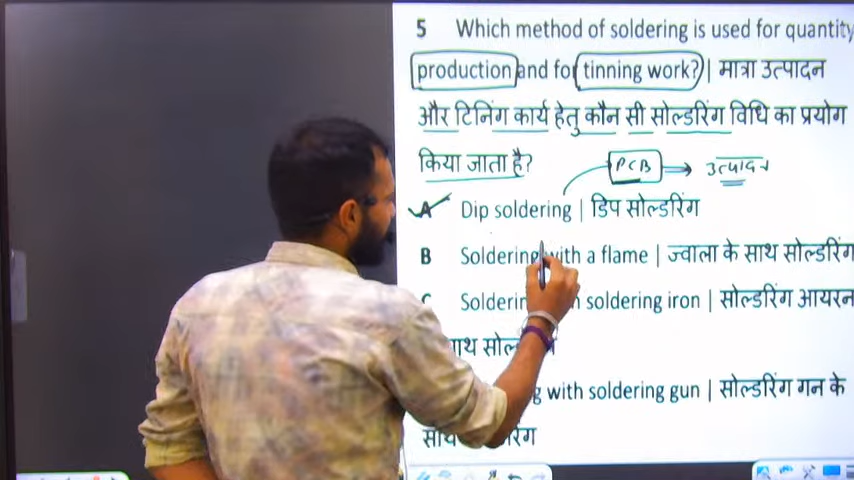 5 Which method of soldering is used for quantity
production and for tinning work? | मात्रा उत्पादन
और टिनिंग कार्य हेतु कौन सी सोल्डरिंग विधि का प्रयोग
किया जाता है?
PCB → उत्पादन
A Dip soldering | डिप सोल्डरिंग
B Soldering with a flame | ज्वाला के साथ सोल्डरिंग
C soldering iron | सोल्डरिंग आयरन
with soldering gun | सोल्डरिंग गन के